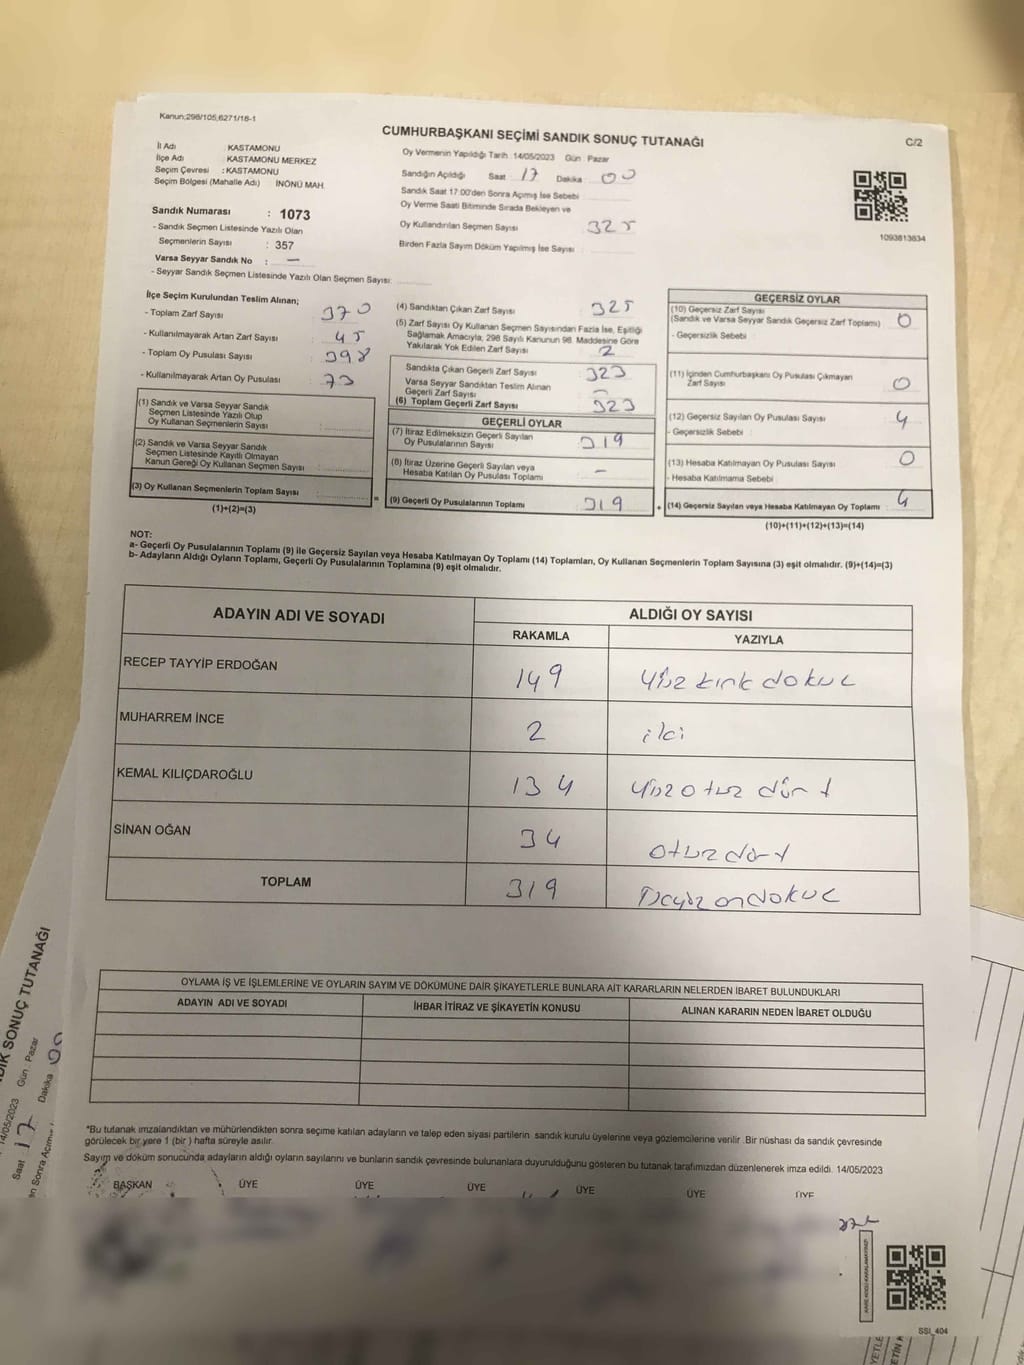 Kanun:298/105,6271/18-1
CUMHURBAŞKANI SEÇİMİ SANDIK SONUÇ TUTANAĞI
C/2
İl Adı KASTAMONU
İlçe Adı : KASTAMONU MERKEZ
Seçim Çevresi : KASTAMONU
Seçim Bölgesi (Mahalle Adı) : İNÖNÜ MAH.
Sandık Numarası : 1073
- Sandık Seçmen Listesinde Yazılı Olan
Seçmenlerin Sayısı : 357
Varsa Seyyar Sandık No : —
- Seyyar Sandık Seçmen Listesinde Yazılı Olan Seçmen Sayısı:
Oy Vermenin Yapıldığı Tarih :14/05/2023 Gün : Pazar
Sandığın Açıldığı Saat : 17 Dakika : 00
Sandık Saat 17:00'den Sonra Açımış İse Sebebi :
Oy Verme Saati Bitiminde Sırada Bekleyen ve
Oy Kullandırılan Seçmen Sayısı 325
Birden Fazla Sayım Döküm Yapılmış İse Sayısı :
1093813634
İlçe Seçim Kurulundan Teslim Alınan;
- Toplam Zarf Sayısı : 370
- Kullanılmayarak Artan Zarf Sayısı : 45
- Toplam Oy Pusulası Sayısı : 398
- Kullanılmayarak Artan Oy Pusulası : 73
(1) Sandık ve Varsa Seyyar Sandık
Seçmen Listesinde Yazılı Olup
Oy Kullanan Seçmenlerin Sayısı
(2) Sandık ve Varsa Seyyar Sandık
Seçmen Listesinde Kayıtlı Olmayan
Kanun Gereği Oy Kullanan Seçmen Sayısı
(3) Oy Kullanan Seçmenlerin Toplam Sayısı
(1)+(2)=(3)
(4) Sandıktan Çıkan Zarf Sayısı : 325
(5) Zarf Sayısı Oy Kullanan Seçmen Sayısından Fazla İse, Eşitliği
Sağlamak Amacıyla, 298 Sayılı Kanunun 98. Maddesine Göre
Yakılarak Yok Edilen Zarf Sayısı : 2
Sandıkta Çıkan Geçerli Zarf Sayısı : 323
Varsa Seyyar Sandıktan Teslim Alınan
Geçerli Zarf Sayısı : —
(6) Toplam Geçerli Zarf Sayısı 323
GEÇERLİ OYLAR
(7) İtiraz Edilmeksizin Geçerli Sayılan
Oy Pusulalarının Sayısı : 319
(8) İtiraz Üzerine Geçerli Sayılan veya
Hesaba Katılan Oy Pusulası Toplamı : —
(9) Geçerli Oy Pusulalarının Toplamı 319
GEÇERSİZ OYLAR
(10) Geçersiz Zarf Sayısı
(Sandık ve Varsa Seyyar Sandık Geçersiz Zarf Toplamı) 0
- Geçersizlik Sebebi :
(11) İçinden Cumhurbaşkanı Oy Pusulası Çıkmayan
Zarf Sayısı 0
(12) Geçersiz Sayılan Oy Pusulası Sayısı 4
- Geçersizlik Sebebi :
(13) Hesaba Katılmayan Oy Pusulası Sayısı 0
- Hesaba Katılmama Sebebi :
(14) Geçersiz Sayılan veya Hesaba Katılmayan Oy Toplamı 4
(10)+(11)+(12)+(13)=(14)
NOT:
a- Geçerli Oy Pusulalarının Toplamı (9) ile Geçersiz Sayılan veya Hesaba Katılmayan Oy Toplamı (14) Toplamları, Oy Kullanan Seçmenlerin Toplam Sayısına (3) eşit olmalıdır. (9)+(14)=(3)
b- Adayların Aldığı Oyların Toplamı, Geçerli Oy Pusulalarının Toplamına (9) eşit olmalıdır.
ADAYIN ADI VE SOYADI ALDIĞI OY SAYISI
RAKAMLA YAZIYLA
RECEP TAYYİP ERDOĞAN 149 yüz kırk dokuz
MUHARREM İNCE 2 iki
KEMAL KILIÇDAROĞLU 134 yüz otuz dört
SİNAN OĞAN 34 otuz dört
TOPLAM 319 ondokuz
OYLAMA İŞ VE İŞLEMLERİNE VE OYLARIN SAYIM VE DÖKÜMÜNE DAİR ŞİKAYETLERLE BUNLARA AİT KARARLARIN NELERDEN İBARET BULUNDUKLARI
ADAYIN ADI VE SOYADI İHBAR İTİRAZ VE ŞİKAYETİN KONUSU ALINAN KARARIN NEDEN İBARET OLDUĞU
*Bu tutanak imzalandıktan ve mühürlendikten sonra seçime katılan adayların ve talep eden siyasi partilerin sandık kurulu üyelerine veya gözlemcilerine verilir .Bir nüshası da sandık çevresinde
görülecek bir yere 1 (bir ) hafta süreyle asılır.
Sayım ve döküm sonucunda adayların aldığı oyların sayılarını ve bunların sandık çevresinde bulunanlara duyurulduğunu gösteren bu tutanak tarafımızdan düzenlenerek imza edildi. 14/05/2023
BAŞKAN ÜYE ÜYE ÜYE ÜYE ÜYE ÜYE
KARE KODU KARALAMAYINIZ!
SSI_404
SONUÇ TUTANAĞI
14/05/2023 Gün : Pazar
Saat : 17 Dakika 00